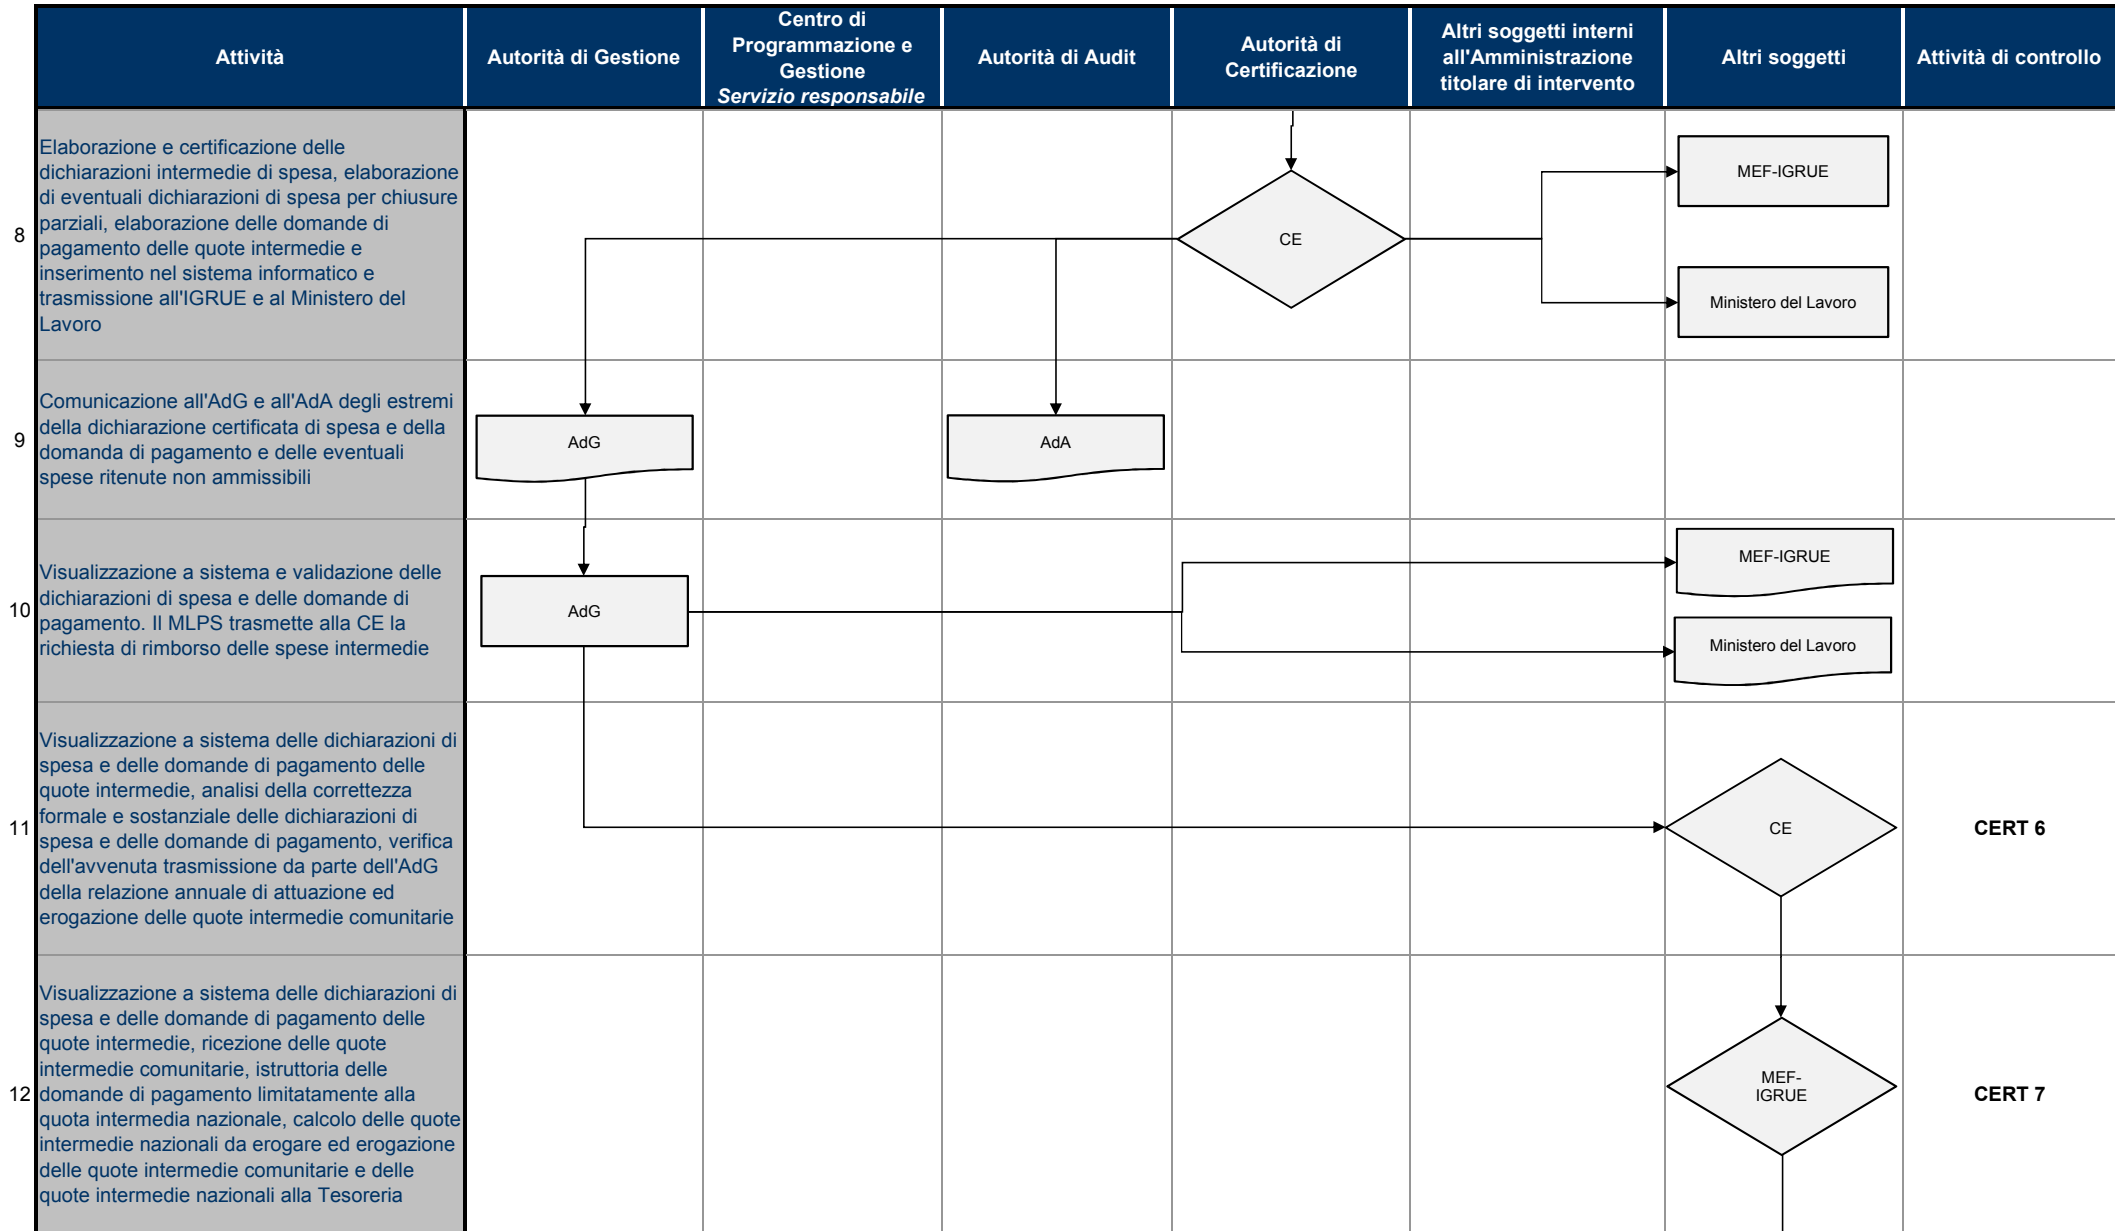 Attività
Autorità di Gestione
Centro di
Programmazione e
Gestione
Servizio responsabile
Autorità di Audit
Autorità di
Certificazione
Altri soggetti interni
all'Amministrazione
titolare di intervento
Altri soggetti
Attività di controllo
8
Elaborazione e certificazione delle
dichiarazioni intermedie di spesa, elaborazione
di eventuali dichiarazioni di spesa per chiusure
parziali, elaborazione delle domande di
pagamento delle quote intermedie e
inserimento nel sistema informatico e
trasmissione all'IGRUE e al Ministero del
Lavoro
CE
MEF-IGRUE
Ministero del Lavoro
9
Comunicazione all'AdG e all'AdA degli estremi
della dichiarazione certificata di spesa e della
domanda di pagamento e delle eventuali
spese ritenute non ammissibili
AdG
AdA
10
Visualizzazione a sistema e validazione delle
dichiarazioni di spesa e delle domande di
pagamento. Il MLPS trasmette alla CE la
richiesta di rimborso delle spese intermedie
AdG
MEF-IGRUE
Ministero del Lavoro
11
Visualizzazione a sistema delle dichiarazioni di
spesa e delle domande di pagamento delle
quote intermedie, analisi della correttezza
formale e sostanziale delle dichiarazioni di
spesa e delle domande di pagamento, verifica
dell'avvenuta trasmissione da parte dell'AdG
della relazione annuale di attuazione ed
erogazione delle quote intermedie comunitarie
CE
CERT 6
12
Visualizzazione a sistema delle dichiarazioni di
spesa e delle domande di pagamento delle
quote intermedie, ricezione delle quote
intermedie comunitarie, istruttoria delle
domande di pagamento limitatamente alla
quota intermedia nazionale, calcolo delle quote
intermedie nazionali da erogare ed erogazione
delle quote intermedie comunitarie e delle
quote intermedie nazionali alla Tesoreria
MEF-
IGRUE
CERT 7